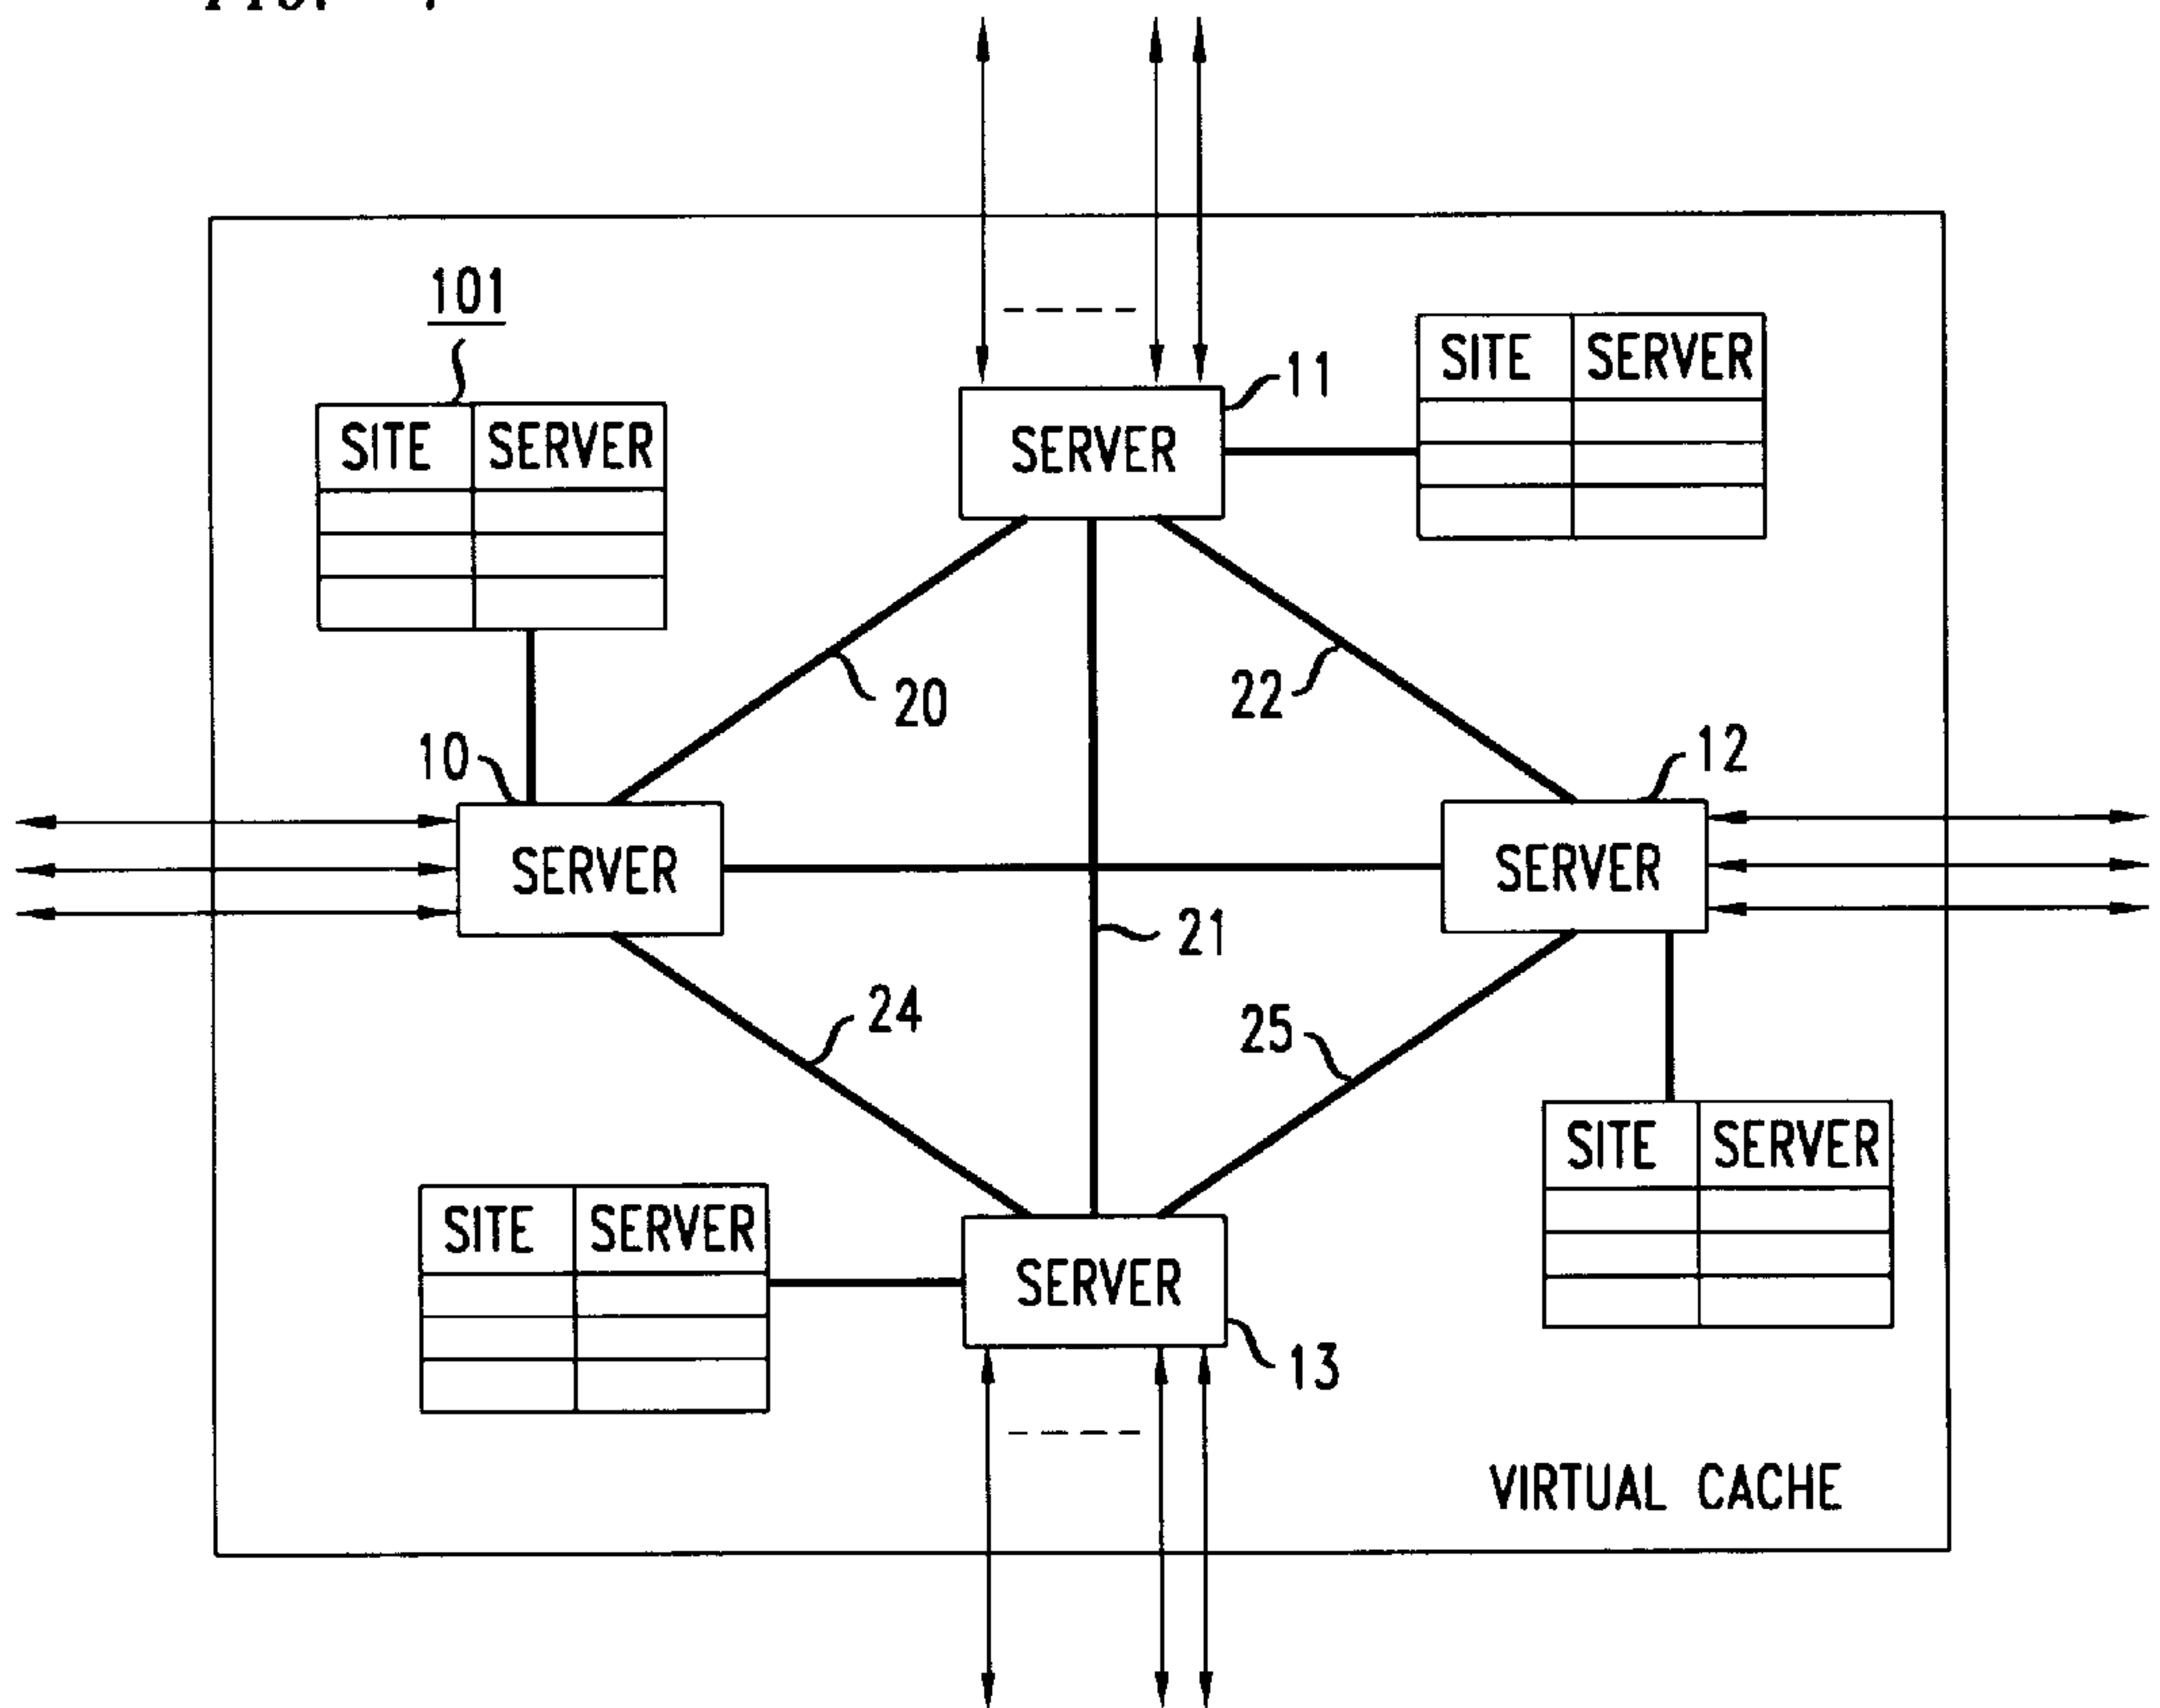 FIG.
101
SITE SERVER
11
SITE SERVER
SERVER
20
22
10
12
SERVER
SERVER
21
24
25
SITE SERVER
SITE SERVER
SERVER
13
VIRTUAL CACHE